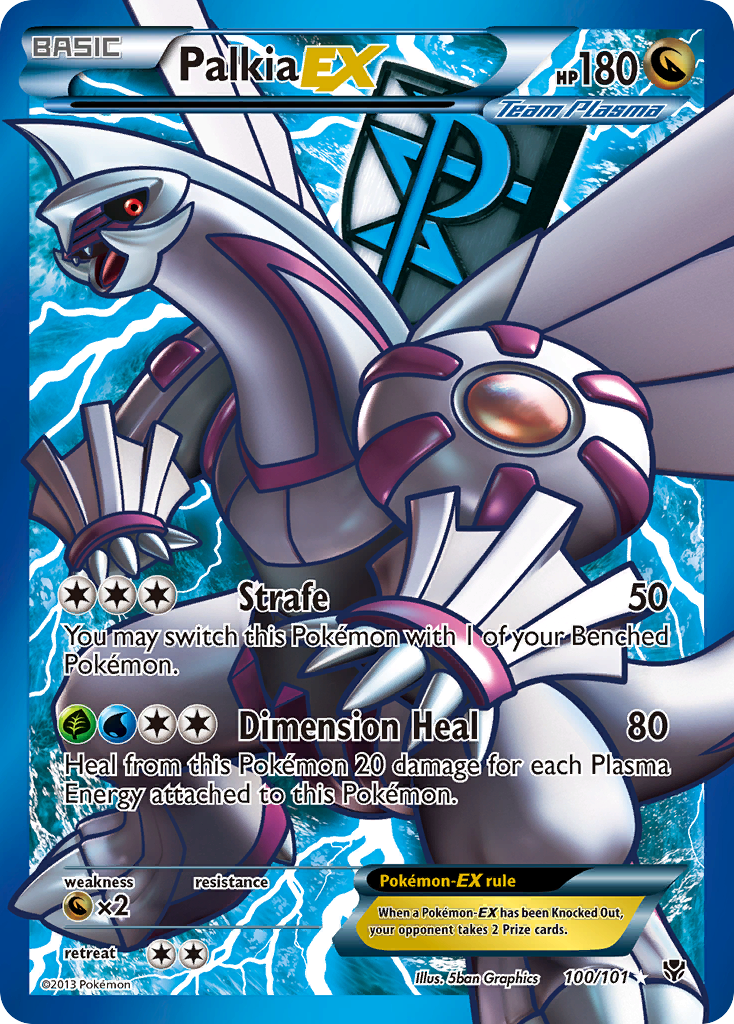 BASIC
Palkia EX
HP180
Team Plasma
Strafe 50
You may switch this Pokémon with 1 of your Benched
Pokémon.
Dimension Heal 80
Heal from this Pokémon 20 damage for each Plasma
Energy attached to this Pokémon.
weakness resistance
×2
retreat
Pokémon-EX rule
When a Pokémon-EX has been Knocked Out,
your opponent takes 2 Prize cards.
©2013 Pokémon
Illus. 5ban Graphics
100/101